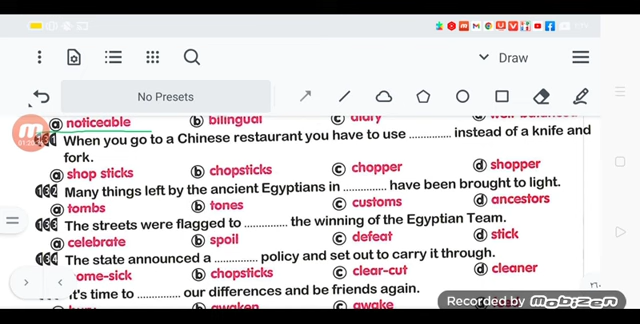 Draw
No Presets
a noticeable b bilingual c diary d well-balanced
When you go to a Chinese restaurant you have to use .............. instead of a knife and
fork.
a shop sticks b chopsticks c chopper d shopper
Many things left by the ancient Egyptians in .............. have been brought to light.
a tombs b tones c customs d ancestors
The streets were flagged to .............. the winning of the Egyptian Team.
a celebrate b spoil c defeat d stick
The state announced a .............. policy and set out to carry it through.
ome-sick b chopsticks c clear-cut d cleaner
It's time to .............. our differences and be friends again.
b awaken c awake
Recorded by Mobizen